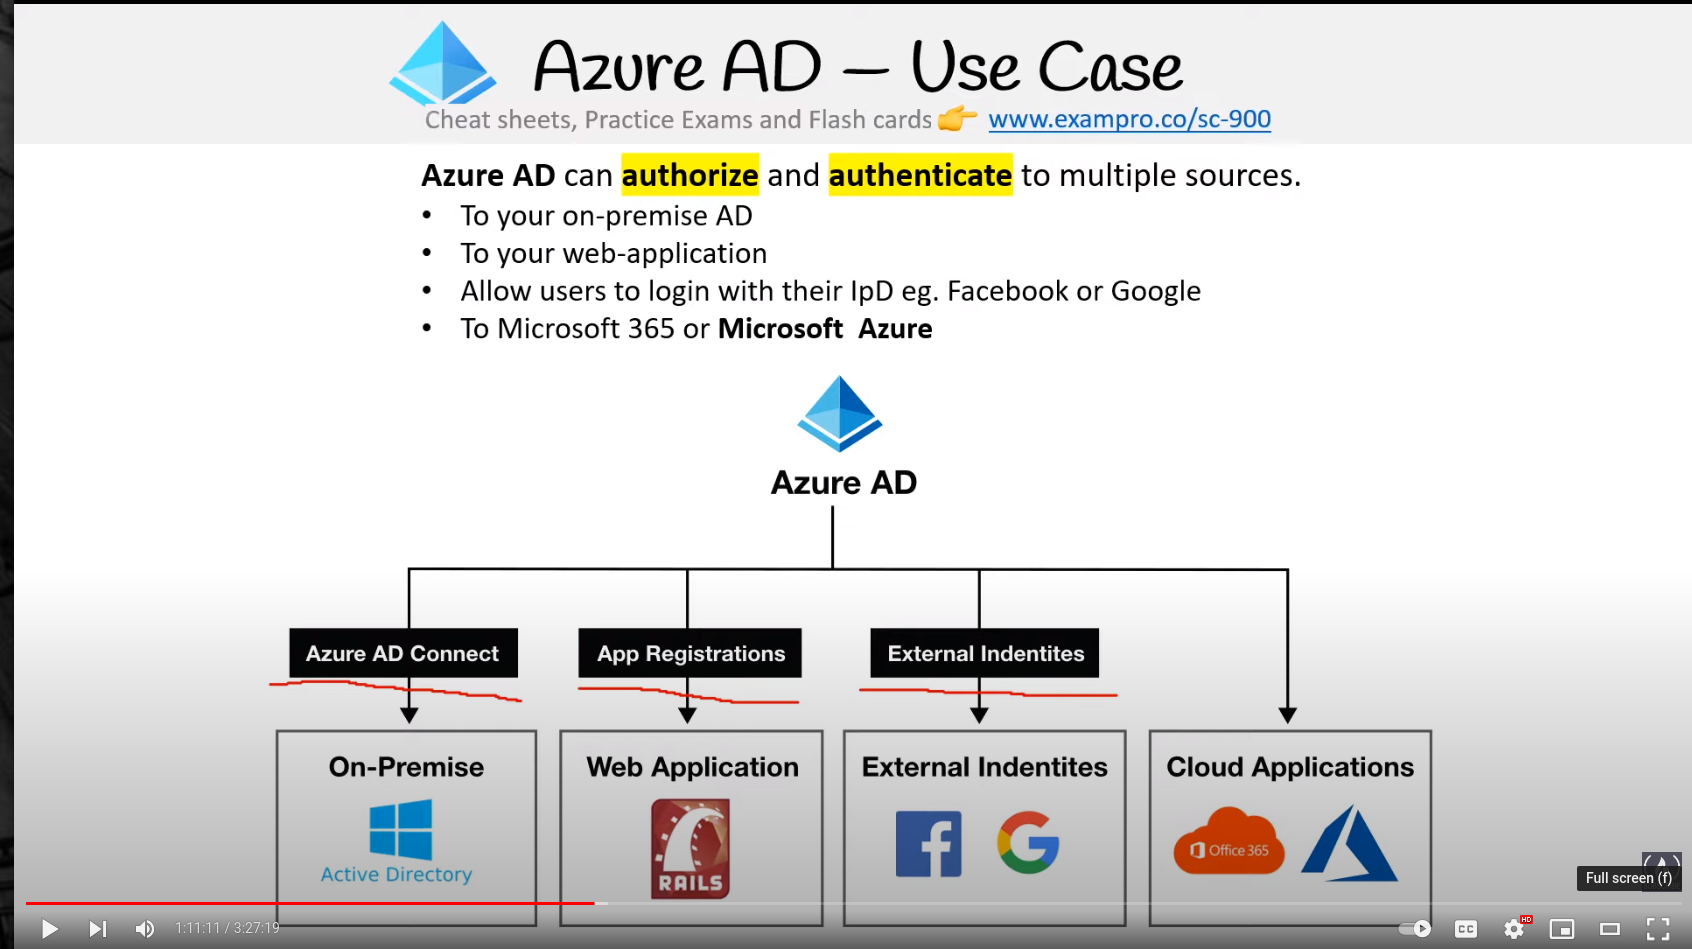 Azure AD – Use Case
Cheat sheets, Practice Exams and Flash cards 👉 www.exampro.co/sc-900
Azure AD can authorize and authenticate to multiple sources.
• To your on-premise AD
• To your web-application
• Allow users to login with their IpD eg. Facebook or Google
• To Microsoft 365 or Microsoft Azure
Azure AD
Azure AD Connect
App Registrations
External Indentites
On-Premise
Web Application
External Indentites
Cloud Applications
Active Directory
RAILS
Office 365
Full screen (f)
1:11:11 / 3:27:19
CC
HD